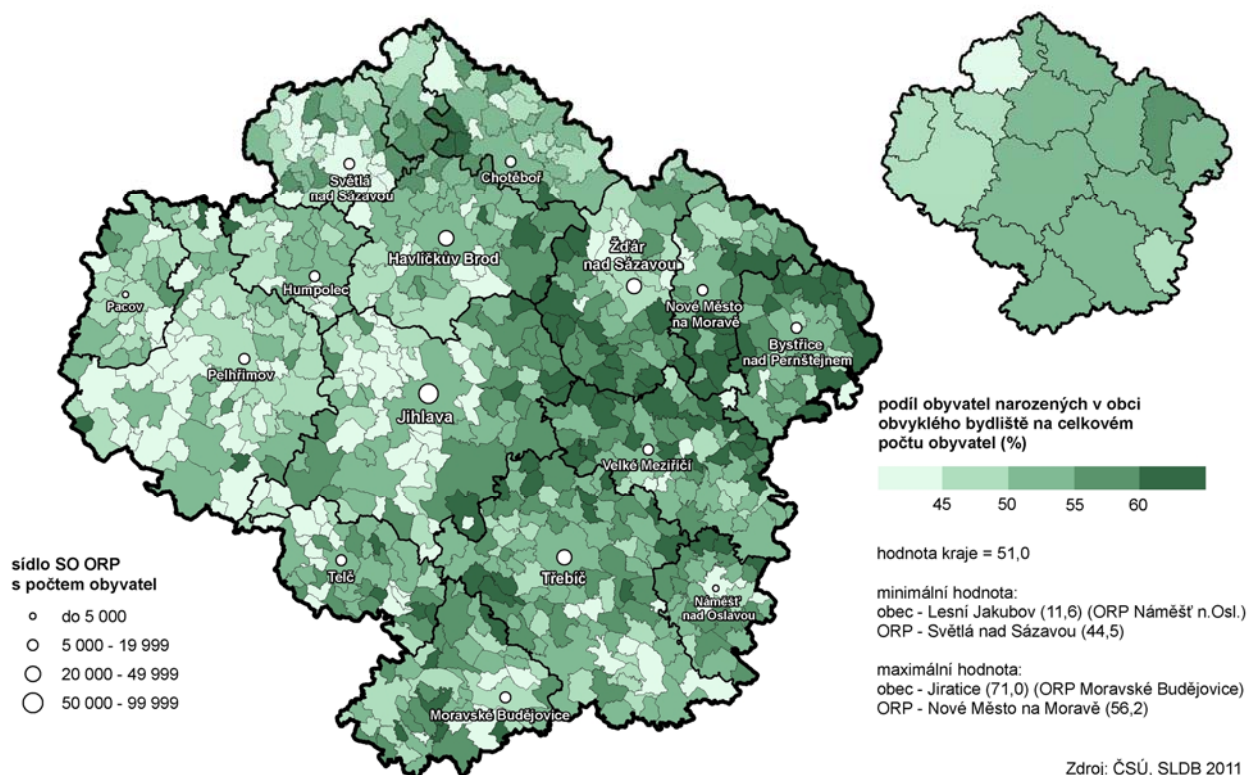 Světlá
nad Sázavou
Chotěboř
Havlíčkův Brod
Žďár
nad Sázavou
Humpolec
Pacov
Nové Město
na Moravě
Bystřice
nad Pernštejnem
Pelhřimov
Jihlava
Velké Meziříčí
Telč
Třebíč
Náměšť
nad Oslavou
Moravské Budějovice
sídlo SO ORP
s počtem obyvatel
do 5 000
5 000 - 19 999
20 000 - 49 999
50 000 - 99 999
podíl obyvatel narozených v obci
obvyklého bydliště na celkovém
počtu obyvatel (%)
45 50 55 60
hodnota kraje = 51,0
minimální hodnota:
obec - Lesní Jakubov (11,6) (ORP Náměšť n.Osl.)
ORP - Světlá nad Sázavou (44,5)
maximální hodnota:
obec - Jiratice (71,0) (ORP Moravské Budějovice)
ORP - Nové Město na Moravě (56,2)
Zdroj: ČSÚ, SLDB 2011